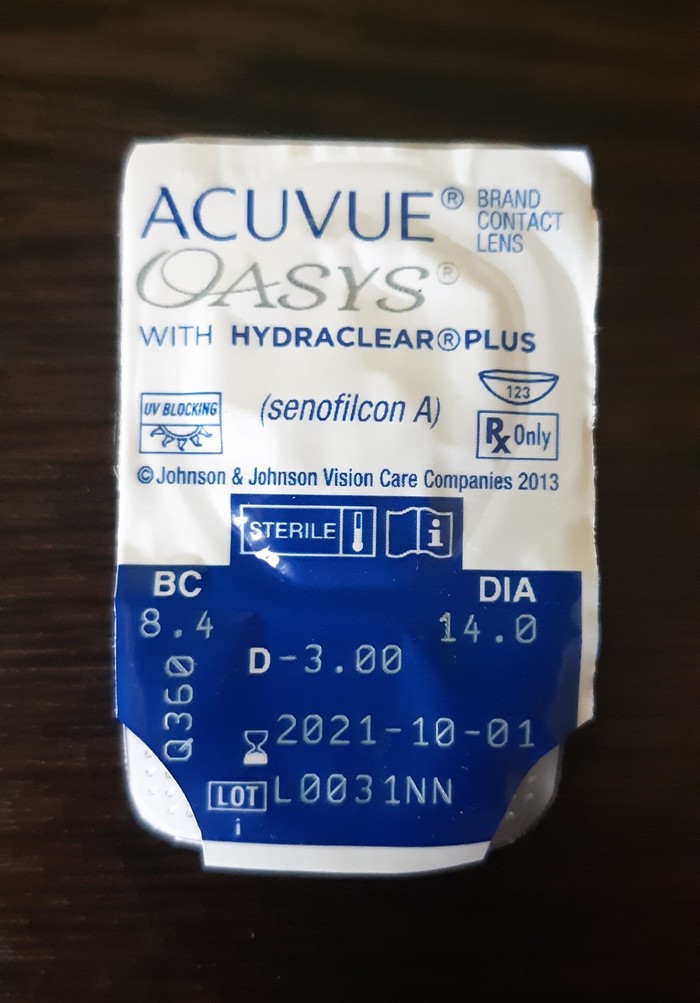 ACUVUE® BRAND
CONTACT
LENS
OASYS®
WITH HYDRACLEAR®PLUS
123
UV BLOCKING
(senofilcon A)
Rx Only
©Johnson & Johnson Vision Care Companies 2013
STERILE i
BC DIA
8.4 14.0
D-3.00
Q360
2021-10-01
LOT L0031NN
i